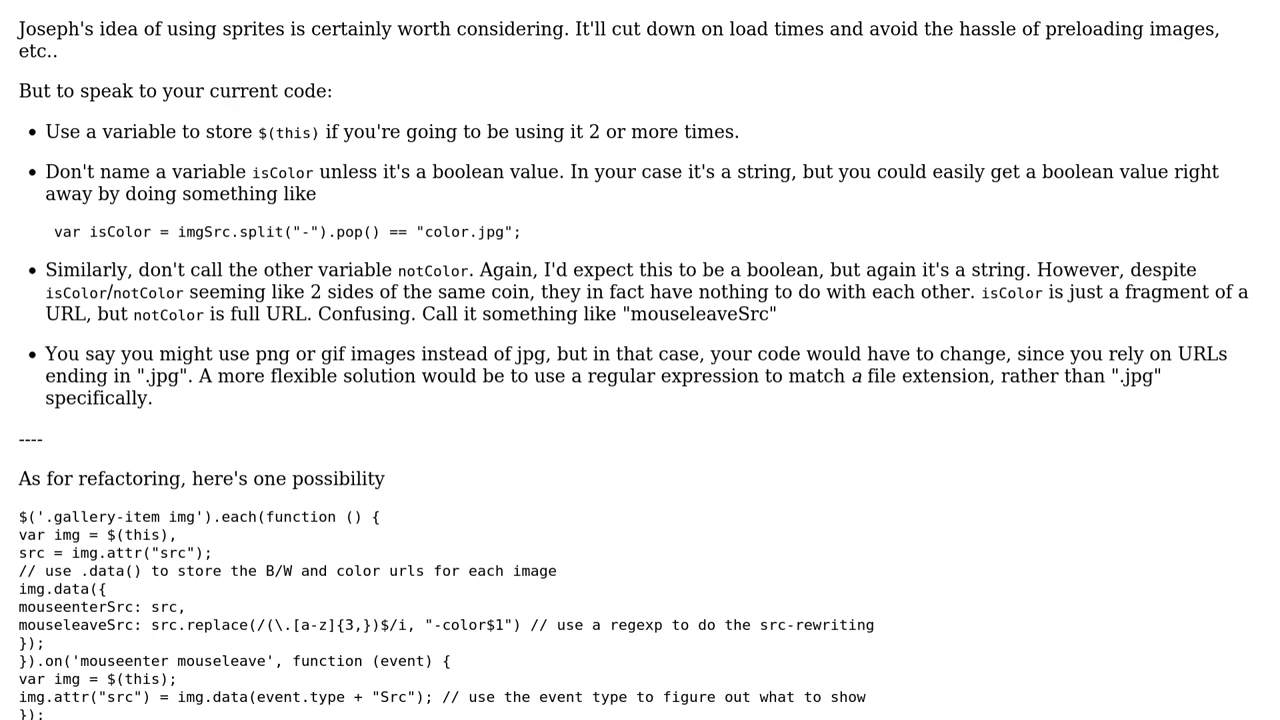 Joseph's idea of using sprites is certainly worth considering. It'll cut down on load times and avoid the hassle of preloading images,
etc..
But to speak to your current code:
• Use a variable to store $(this) if you're going to be using it 2 or more times.
• Don't name a variable isColor unless it's a boolean value. In your case it's a string, but you could easily get a boolean value right
away by doing something like
var isColor = imgSrc.split("-").pop() == "color.jpg";
• Similarly, don't call the other variable notColor. Again, I'd expect this to be a boolean, but again it's a string. However, despite
isColor/notColor seeming like 2 sides of the same coin, they in fact have nothing to do with each other. isColor is just a fragment of a
URL, but notColor is full URL. Confusing. Call it something like "mouseleaveSrc"
• You say you might use png or gif images instead of jpg, but in that case, your code would have to change, since you rely on URLs
ending in ".jpg". A more flexible solution would be to use a regular expression to match a file extension, rather than ".jpg"
specifically.
----
As for refactoring, here's one possibility
$('.gallery-item img').each(function () {
var img = $(this),
src = img.attr("src");
// use .data() to store the B/W and color urls for each image
img.data({
mouseenterSrc: src,
mouseleaveSrc: src.replace(/(\.[a-z]{3,})$/i, "-color$1") // use a regexp to do the src-rewriting
});
}).on('mouseenter mouseleave', function (event) {
var img = $(this);
img.attr("src") = img.data(event.type + "Src"); // use the event type to figure out what to show
});